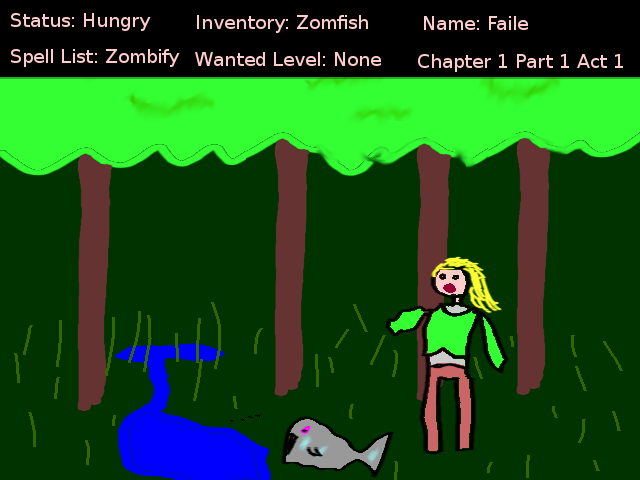 Status: Hungry Inventory: Zomfish Name: Faile
Spell List: Zombify Wanted Level: None Chapter 1 Part 1 Act 1